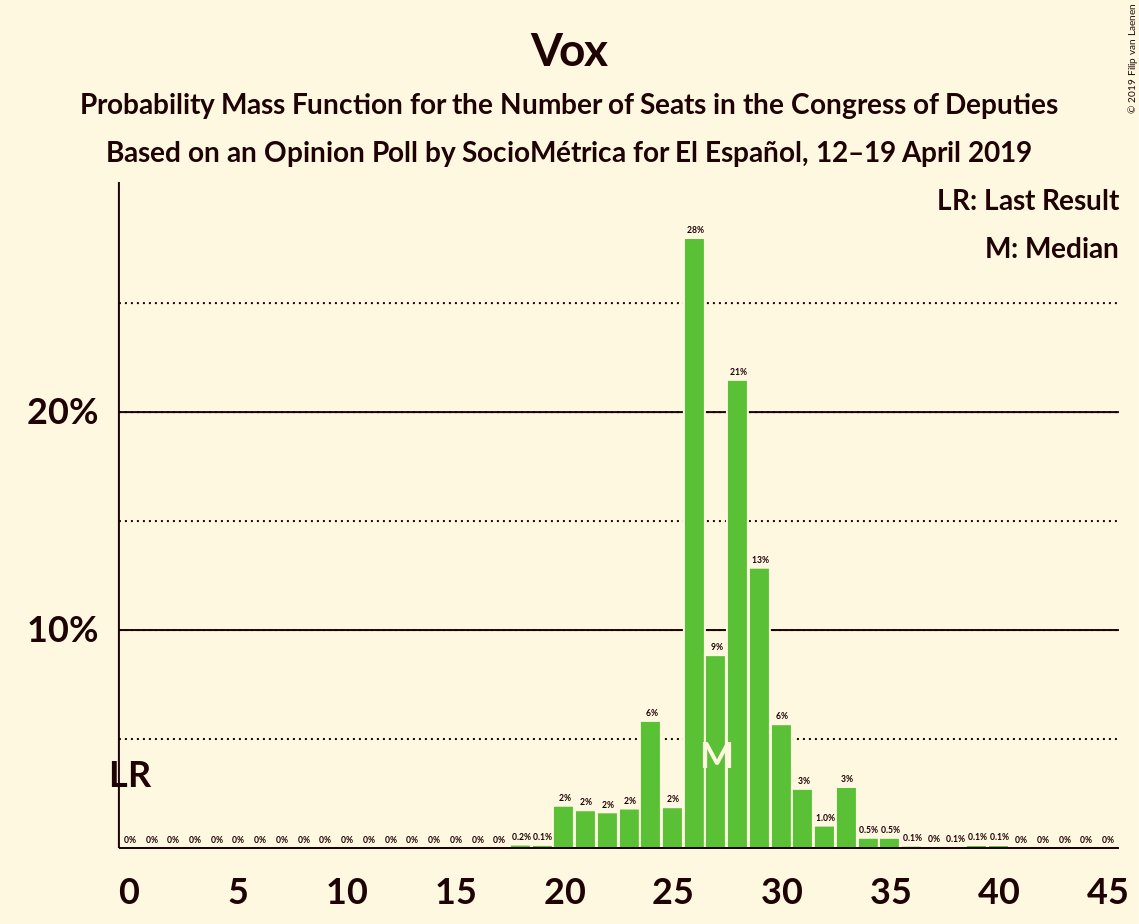 Vox
Probability Mass Function for the Number of Seats in the Congress of Deputies
Based on an Opinion Poll by SocioMétrica for El Español, 12–19 April 2019
© 2019 Filip van Laenen
LR: Last Result
M: Median
28%
21%
20%
13%
10%
9%
6% 6%
M
LR
2% 2% 2% 2% 2% 3% 1.0% 3%
0% 0% 0% 0% 0% 0% 0% 0% 0% 0% 0% 0% 0% 0% 0% 0% 0% 0% 0.2% 0.1% 0.5% 0.5% 0.1% 0% 0.1% 0.1% 0.1% 0% 0% 0% 0% 0%
0 5 10 15 20 25 30 35 40 45